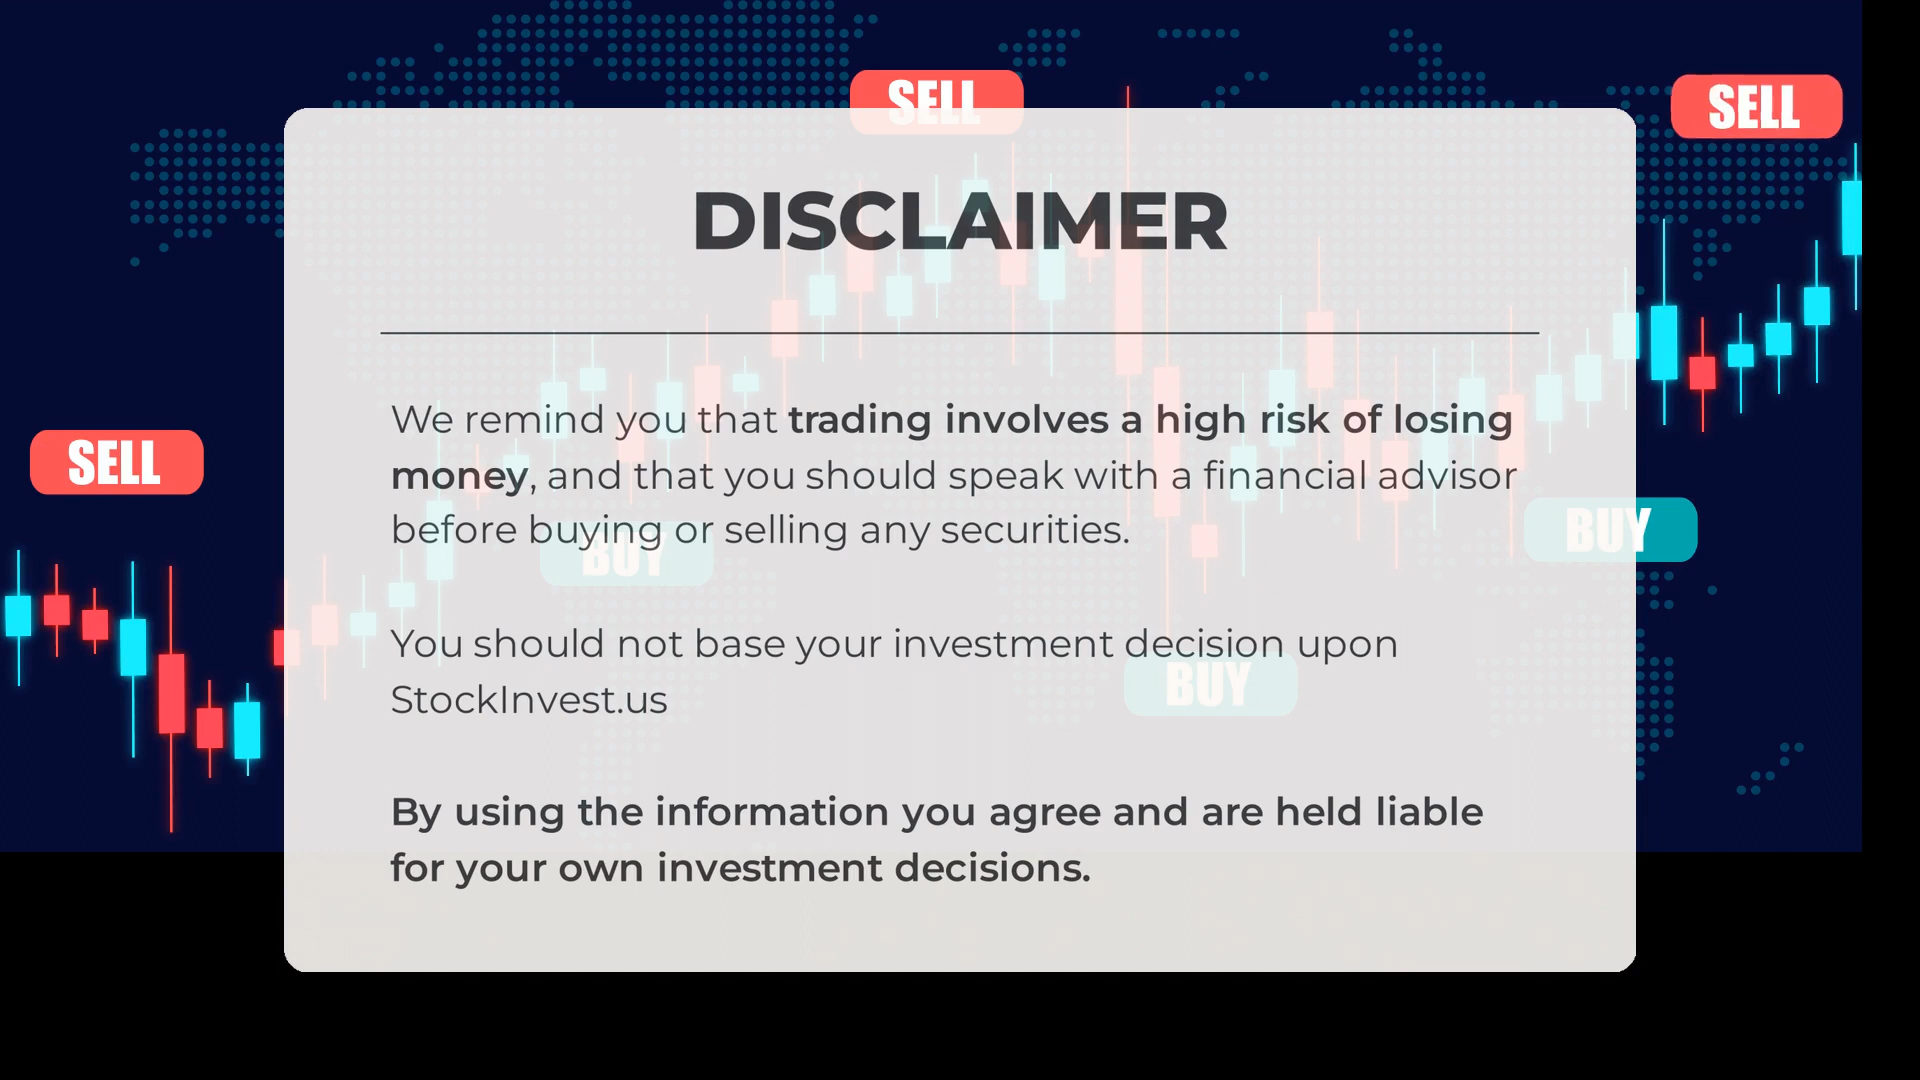 SELL
SELL
DISCLAIMER
We remind you that trading involves a high risk of losing
money, and that you should speak with a financial advisor
before buying or selling any securities.
SELL
BUY
BUY
You should not base your investment decision upon
StockInvest.us
BUY
By using the information you agree and are held liable
for your own investment decisions.